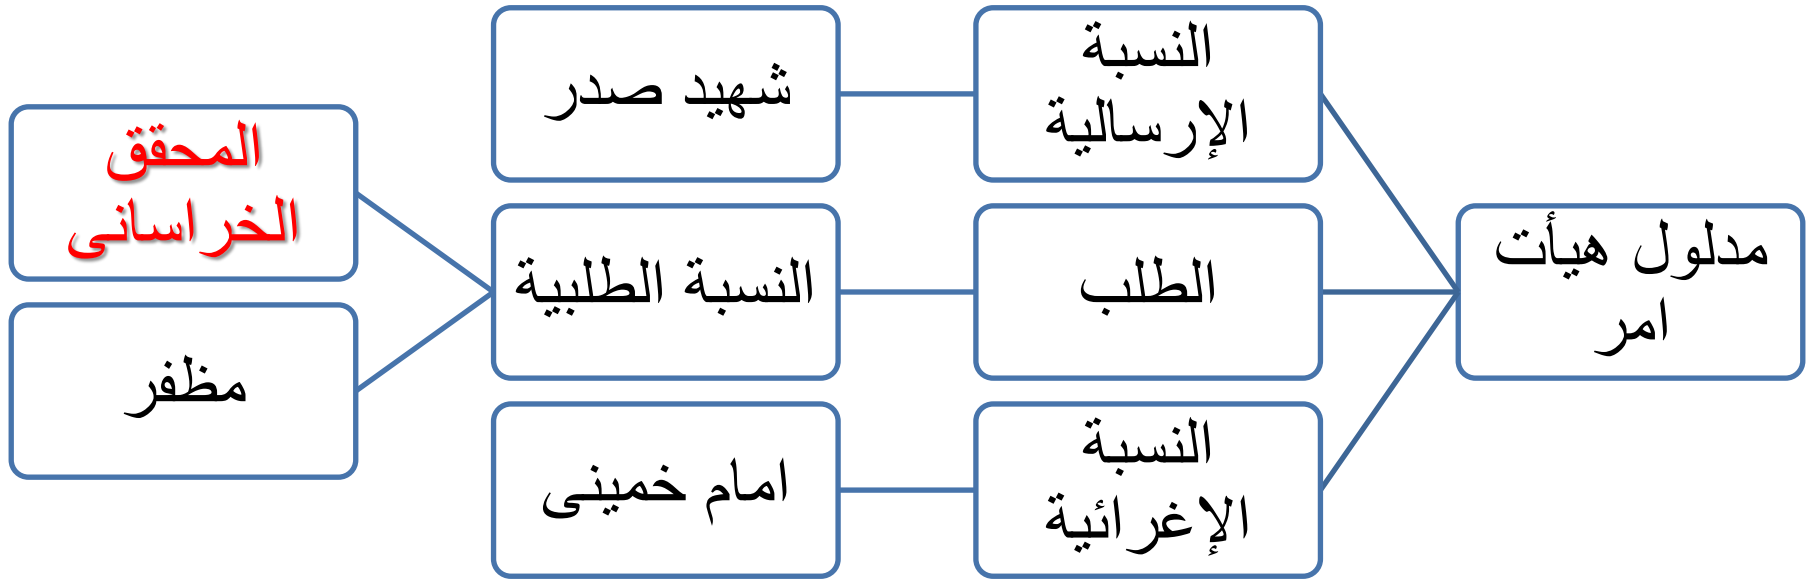 مدلول هيأت
امر
النسبة
الإرسالية
شهيد صدر
الطلب
النسبة الطلبية
المحقق
الخراسانى
مظفر
النسبة
الإغرائية
امام خمينى